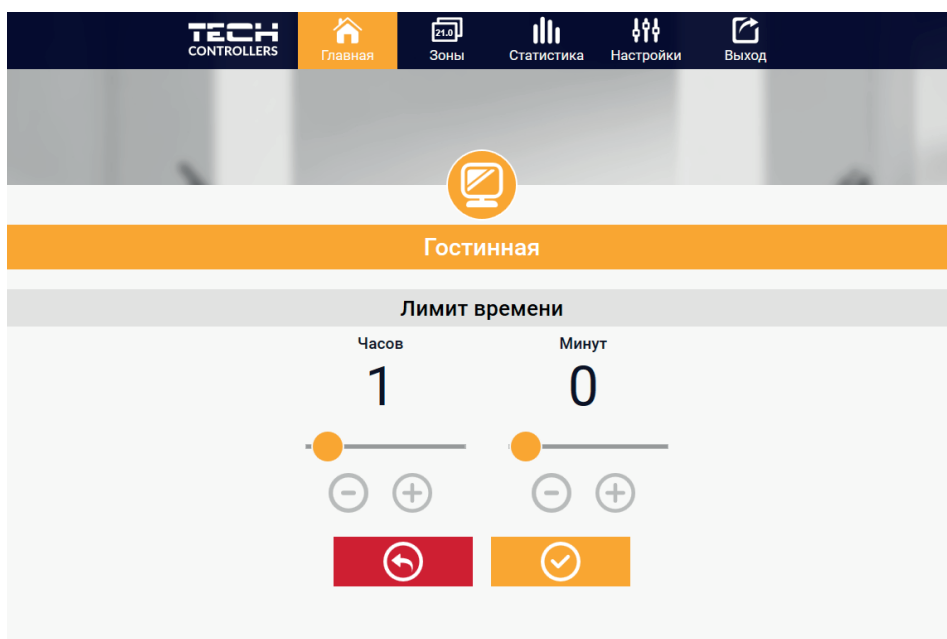 TECH
CONTROLLERS
Главная
21.0
Зоны
Статистика
Настройки
Выход
Гостинная
Лимит времени
Часов
Минут
1
0